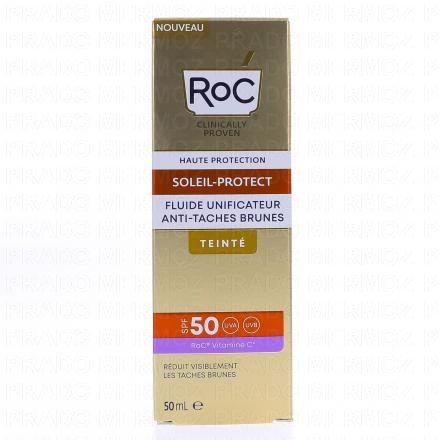 NOUVEAU
RoC
CLINICALLY
PROVEN
HAUTE PROTECTION
SOLEIL-PROTECT
FLUIDE UNIFICATEUR
ANTI-TACHES BRUNES
TEINTÉ
SPF 50 UVA UVB
RoC® Vitamine C*
RÉDUIT VISIBLEMENT
LES TACHES BRUNES
50 mL e